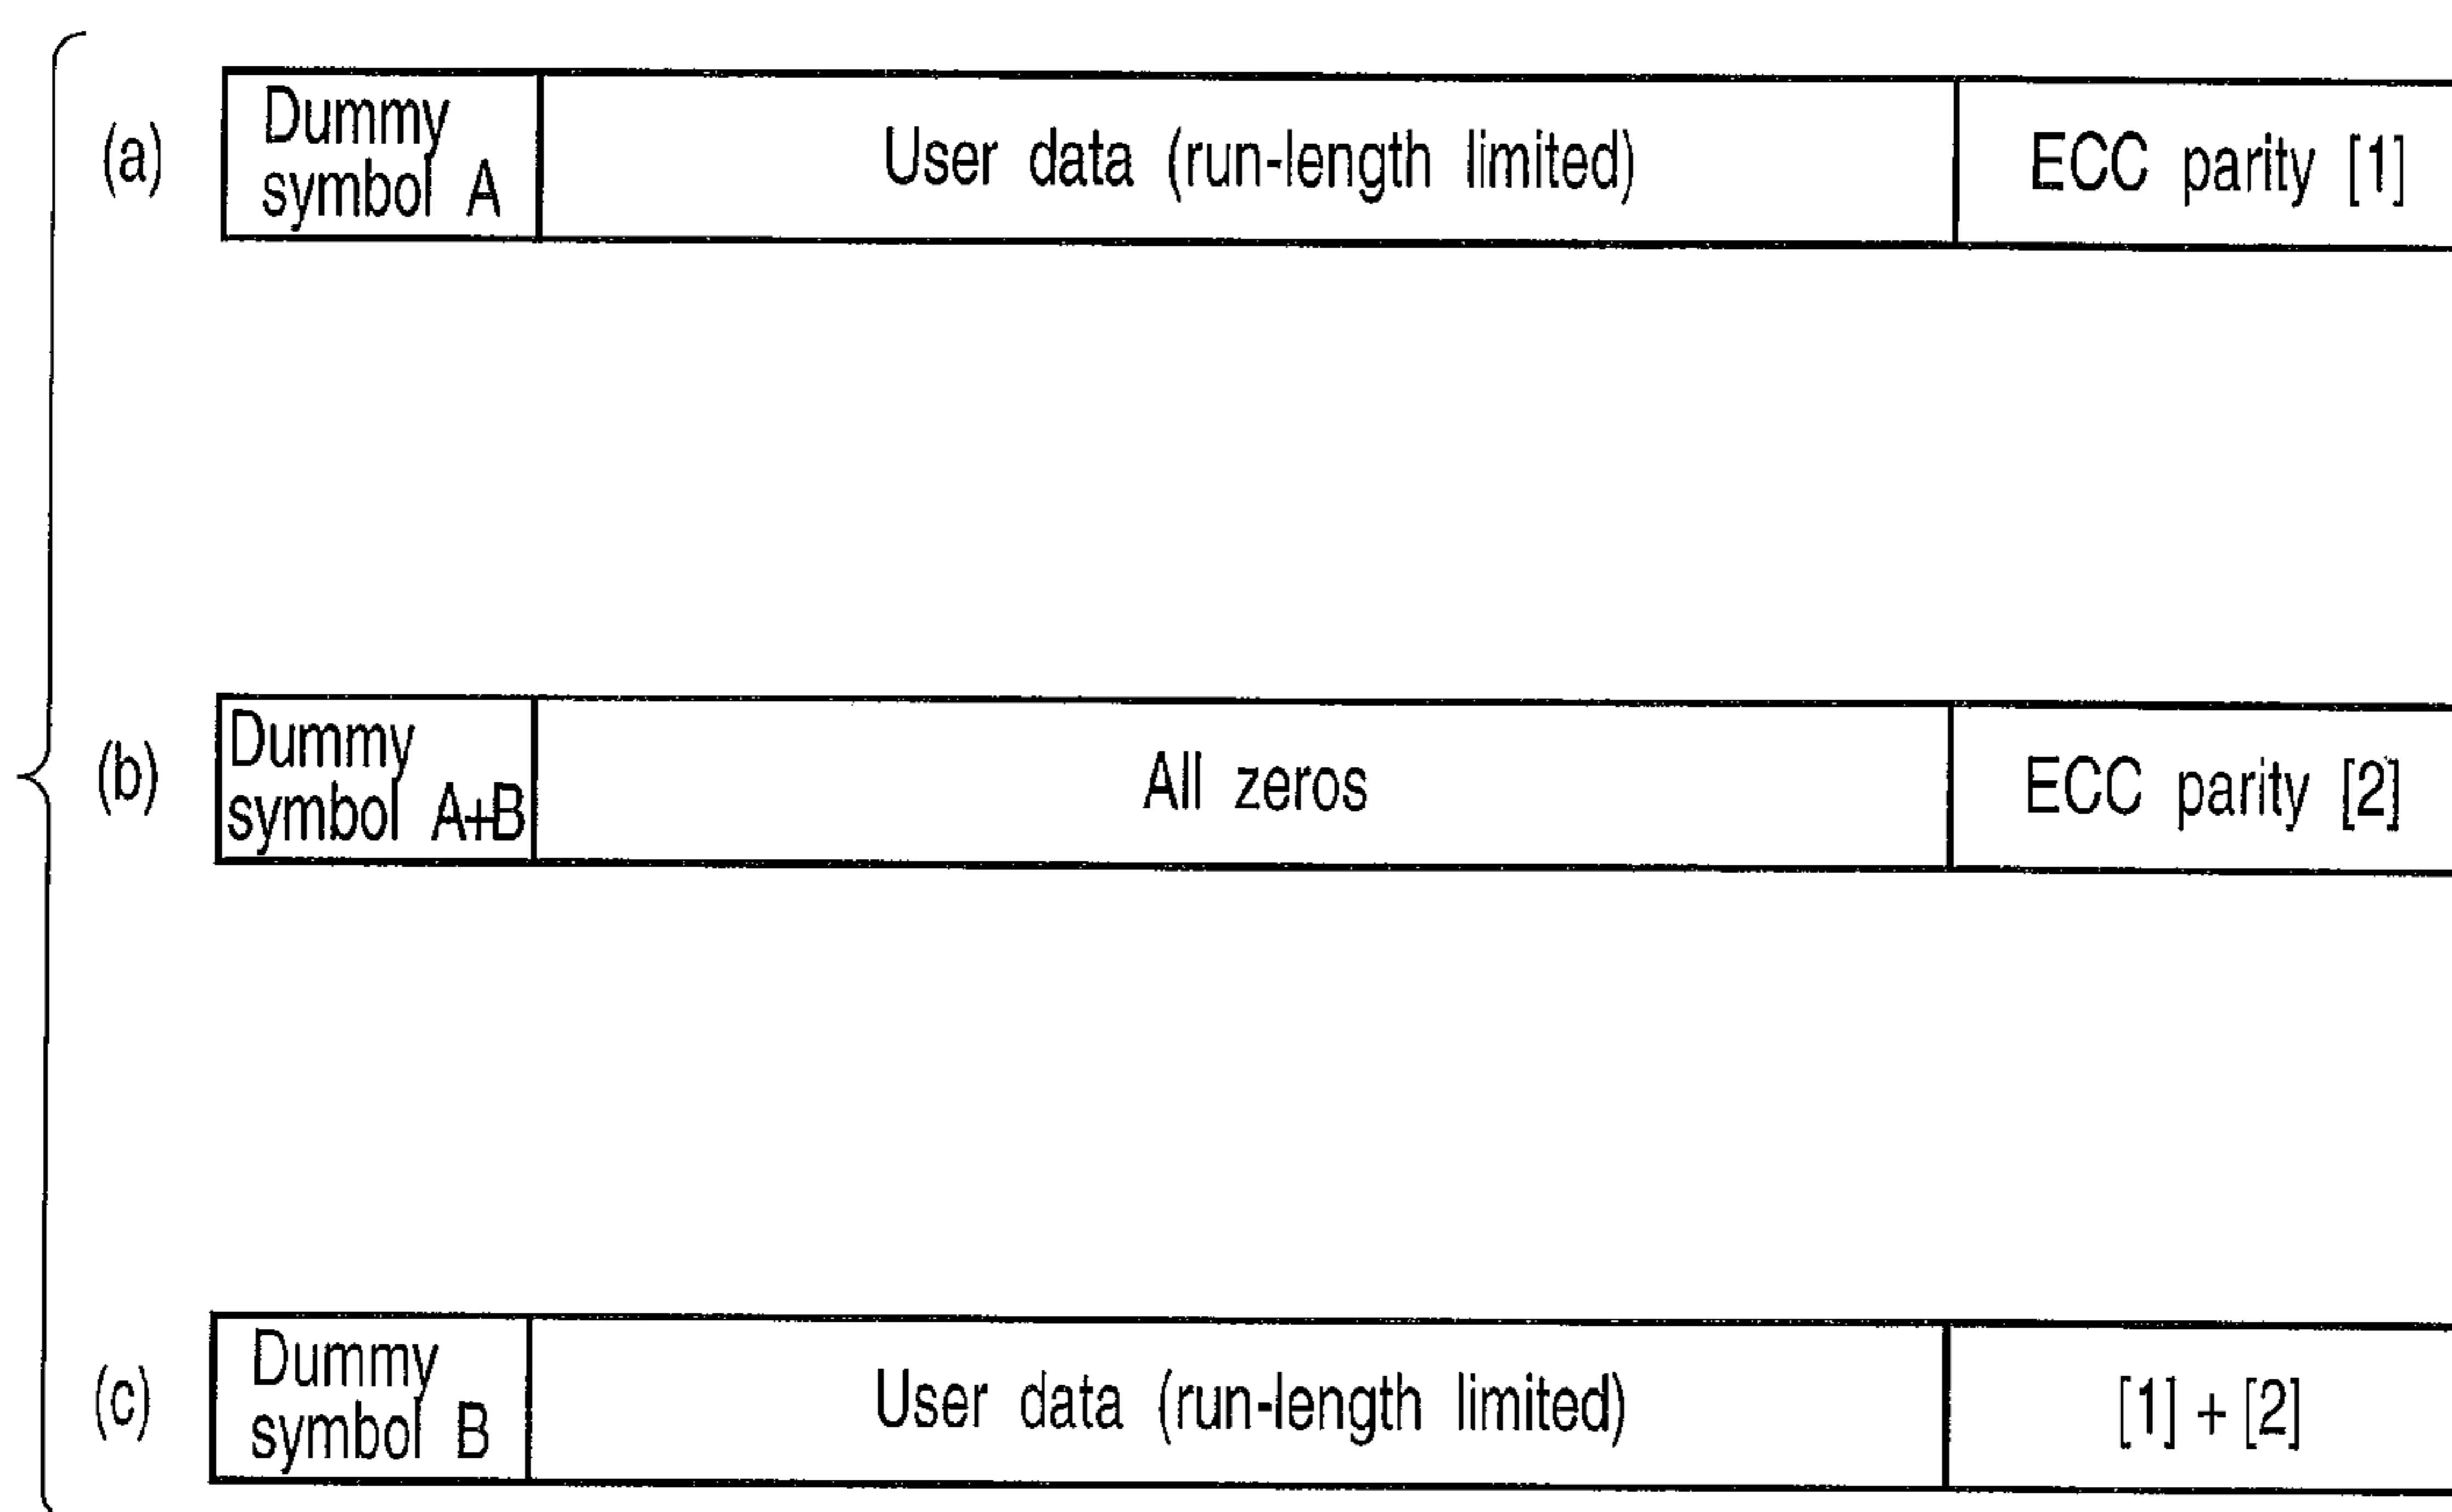 (a)
Dummy
symbol A
User data (run-length limited)
ECC parity [1]
(b)
Dummy
symbol A+B
All zeros
ECC parity [2]
(c)
Dummy
symbol B
User data (run-length limited)
[1] + [2]